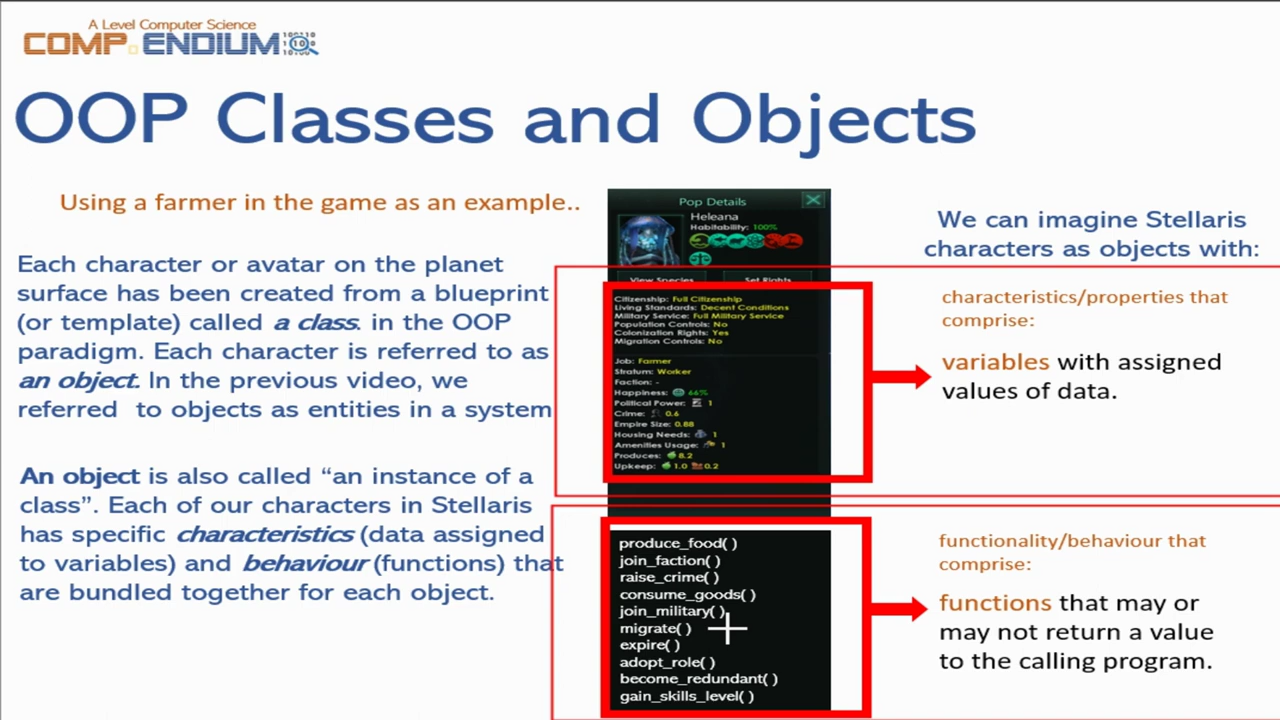 A Level Computer Science
COMP.ENDIUM
OOP Classes and Objects
Using a farmer in the game as an example..
Each character or avatar on the planet
surface has been created from a blueprint
(or template) called a class. in the OOP
paradigm. Each character is referred to as
an object. In the previous video, we
referred to objects as entities in a system
An object is also called “an instance of a
class”. Each of our characters in Stellaris
has specific characteristics (data assigned
to variables) and behaviour (functions) that
are bundled together for each object.
Pop Details
Heleana
Habitability: 100%
View Species
Set Rights
Citizenship: Full Citizenship
Living Standards: Decent Conditions
Military Service: Full Military Service
Population Controls: No
Colonization Rights: Yes
Migration Controls: No
Job: Farmer
Stratum: Worker
Faction: -
Happiness: 66%
Political Power: 1
Crime: 0.6
Empire Size: 0.88
Housing Needs: 1
Amenities Usage: 1
Produces: 8.2
Upkeep: 1.0 0.2
produce_food( )
join_faction( )
raise_crime( )
consume_goods( )
join_military( )
migrate( )
expire( )
adopt_role( )
become_redundant( )
gain_skills_level( )
We can imagine Stellaris
characters as objects with:
characteristics/properties that
comprise:
variables with assigned
values of data.
functionality/behaviour that
comprise:
functions that may or
may not return a value
to the calling program.